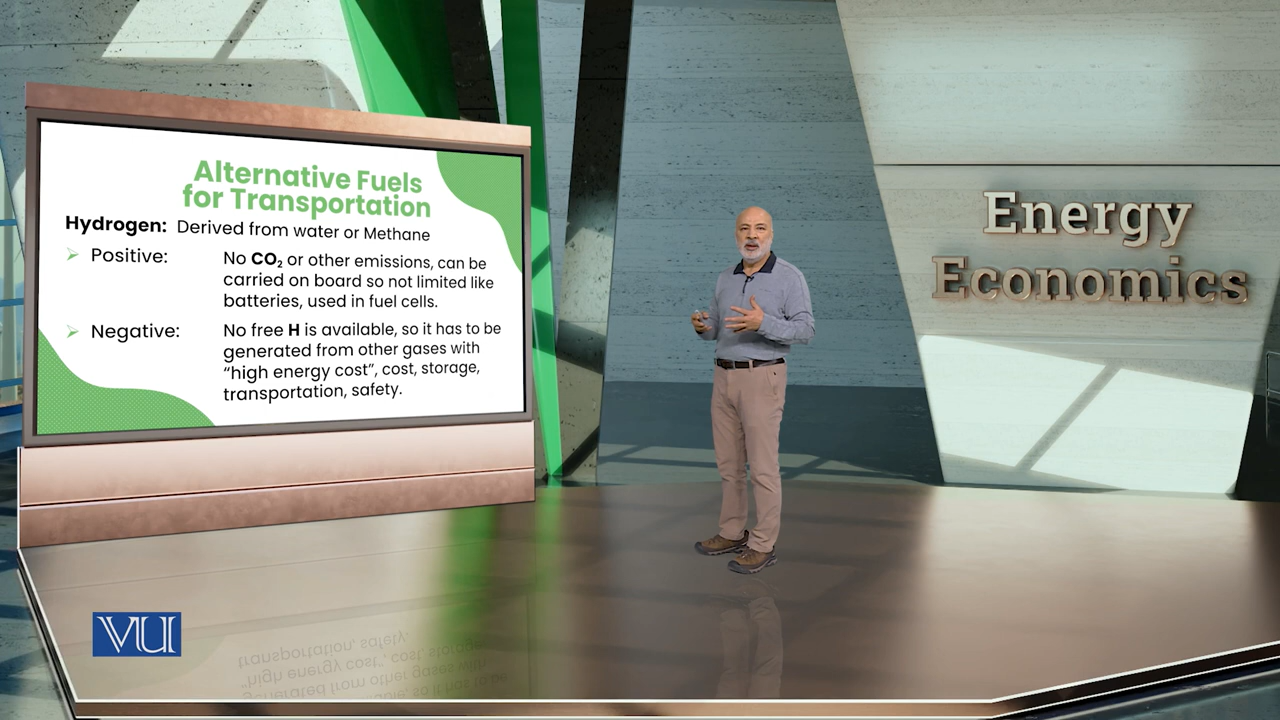 Alternative Fuels
for Transportation
Hydrogen: Derived from water or Methane
Positive: No CO₂ or other emissions, can be
carried on board so not limited like
batteries, used in fuel cells.
Negative: No free H is available, so it has to be
generated from other gases with
“high energy cost”, cost, storage,
transportation, safety.
Energy
Economics
VU